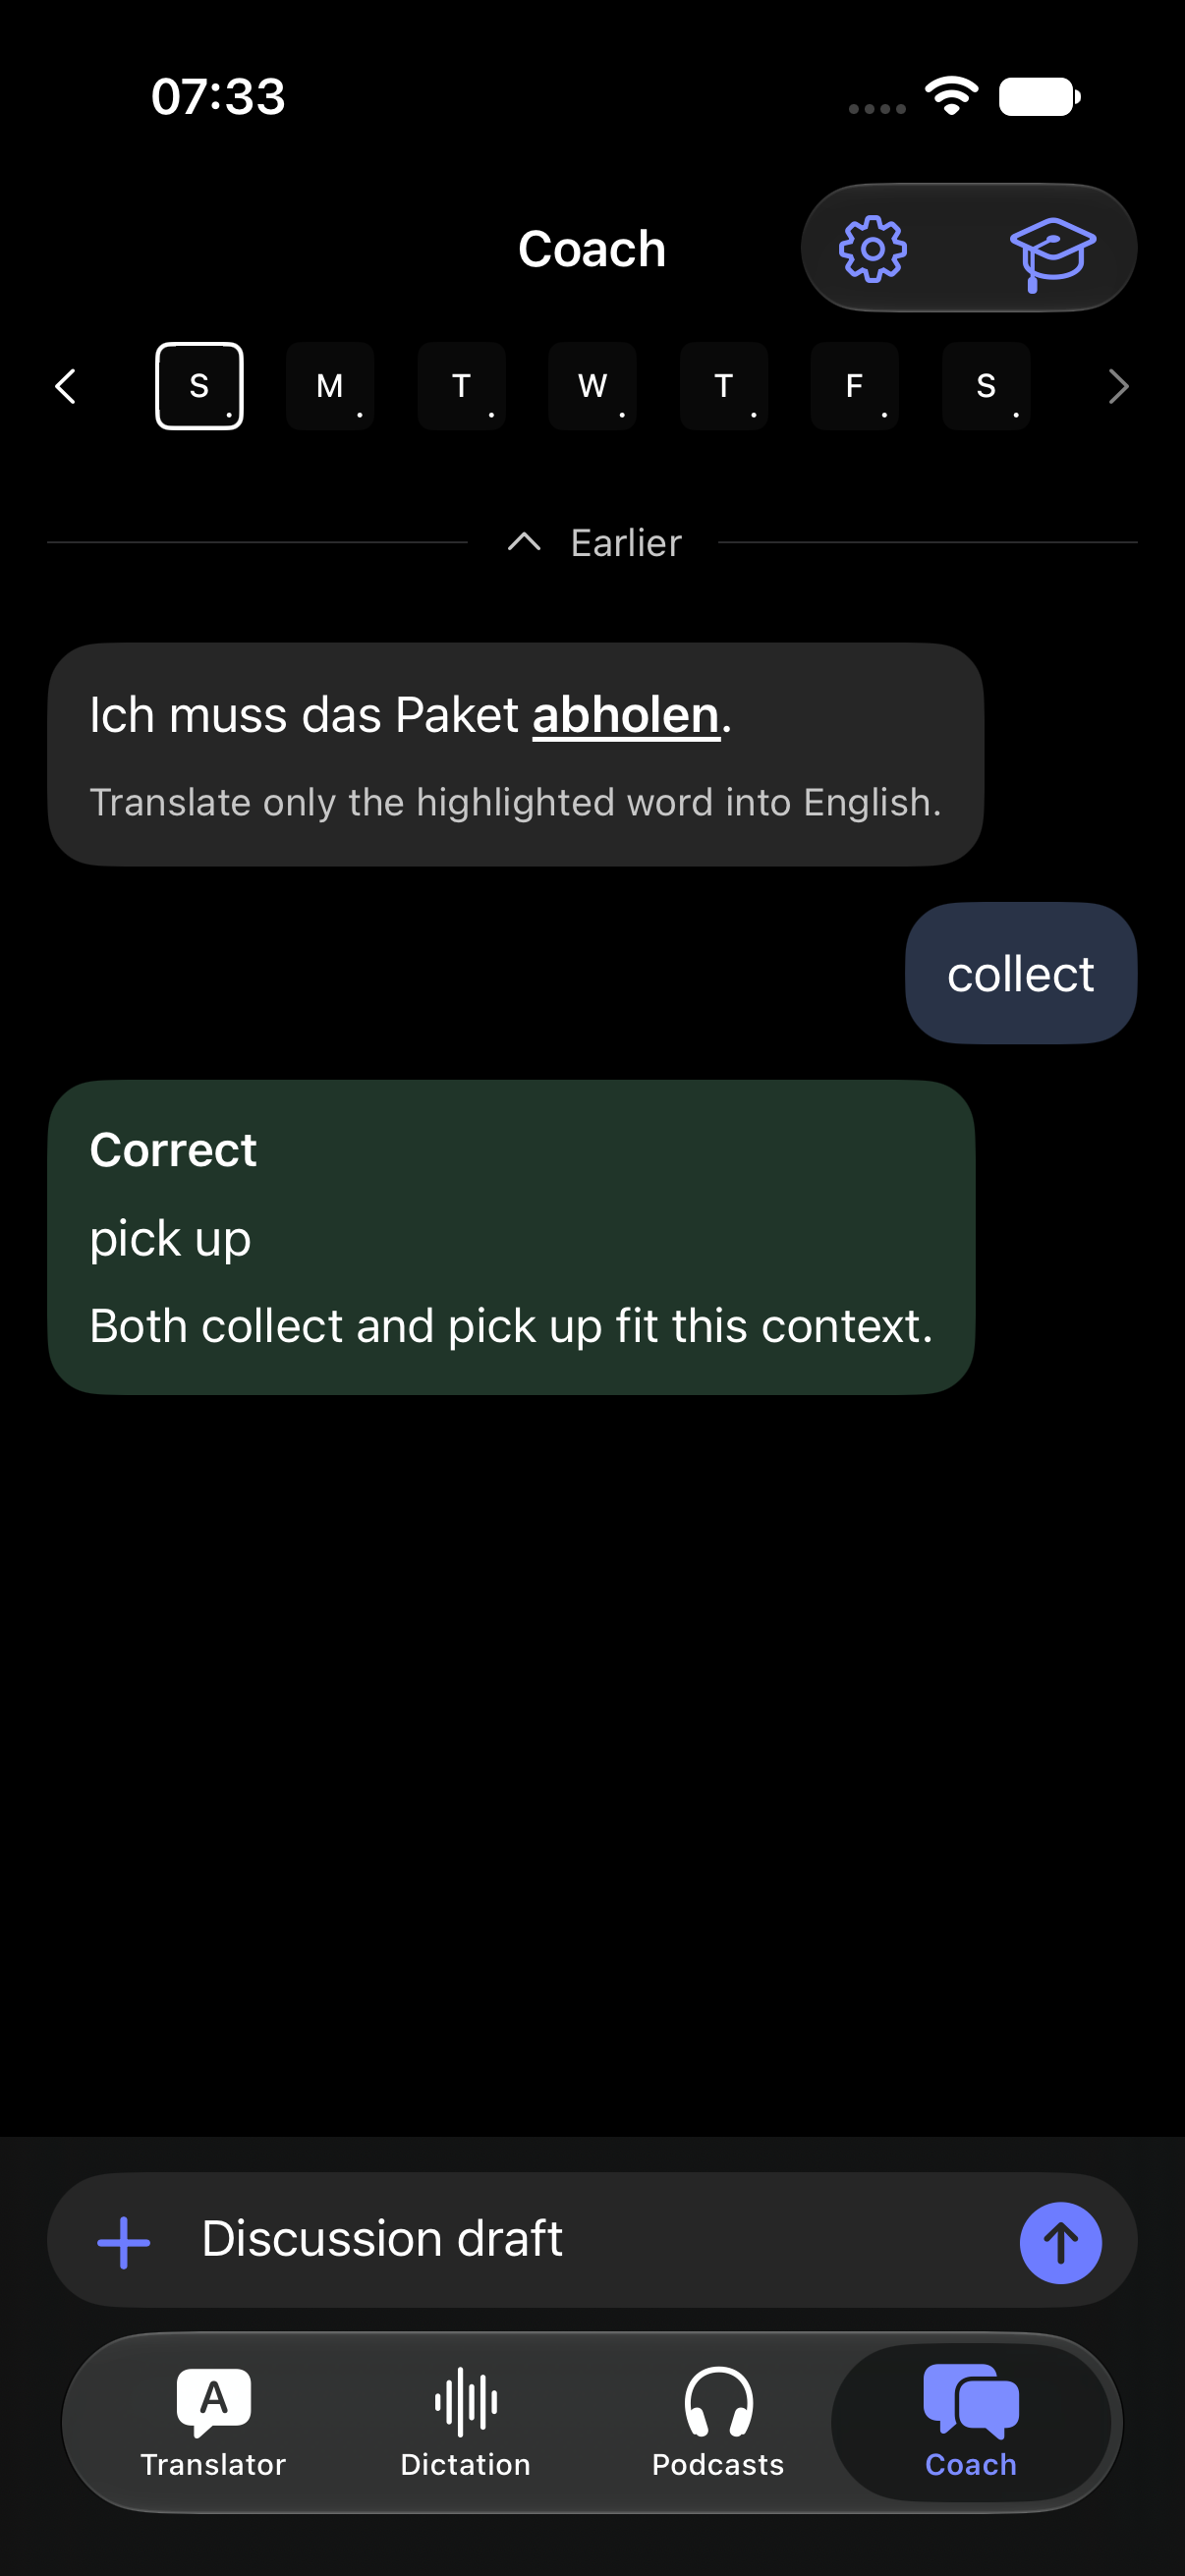 07:33
Coach
S M T W T F S
Earlier
Ich muss das Paket abholen.
Translate only the highlighted word into English.
collect
Correct
pick up
Both collect and pick up fit this context.
Discussion draft
A
Translator Dictation Podcasts Coach